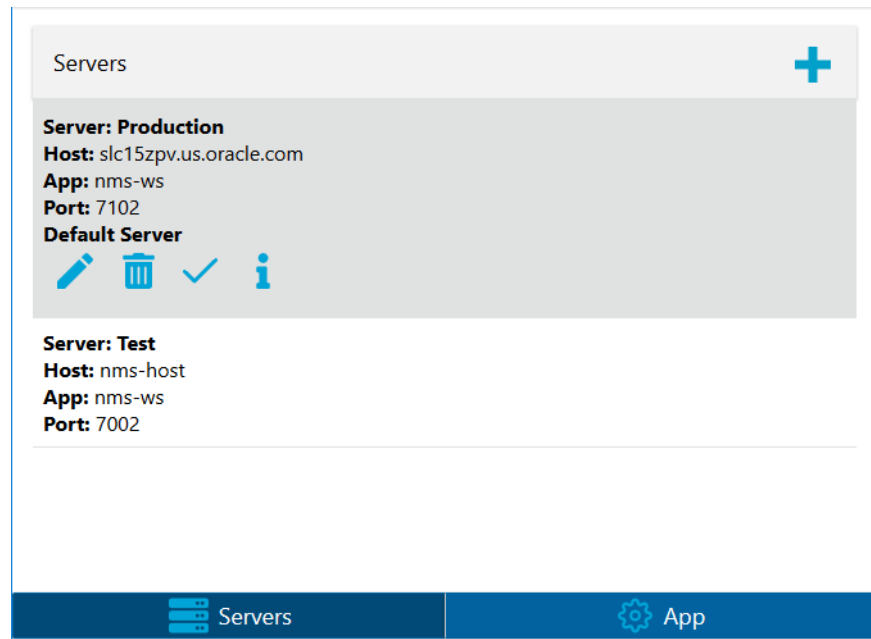 Servers
Server: Production
Host: slc15zpv.us.oracle.com
App: nms-ws
Port: 7102
Default Server
Server: Test
Host: nms-host
App: nms-ws
Port: 7002
Servers
App